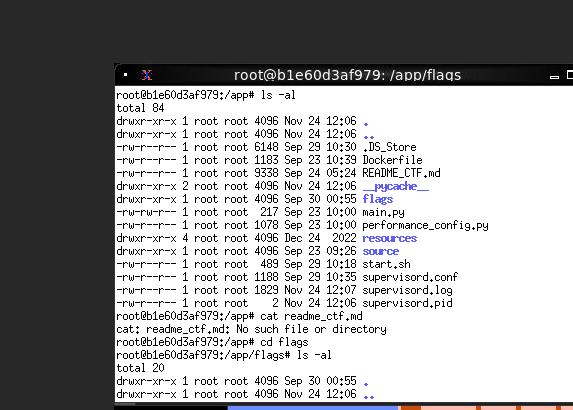 root@b1e60d3af979: /app/flags
root@b1e60d3af979:/app# ls -al
total 84
drwxr-xr-x 1 root root 4096 Nov 24 12:06 .
drwxr-xr-x 1 root root 4096 Nov 24 12:06 ..
-rw-r--r-- 1 root root 6148 Sep 29 10:30 .DS_Store
-rw-r--r-- 1 root root 1183 Sep 23 10:39 Dockerfile
-rw-r--r-- 1 root root 9338 Sep 24 05:24 README_CTF.md
drwxr-xr-x 2 root root 4096 Nov 24 12:06 __pycache__
drwxr-xr-x 1 root root 4096 Sep 30 00:55 flags
-rw-rw-r-- 1 root root 217 Sep 23 10:00 main.py
-rw-rw-r-- 1 root root 1078 Sep 23 10:00 performance_config.py
drwxr-xr-x 4 root root 4096 Dec 24 2022 resources
drwxr-xr-x 1 root root 4096 Sep 23 09:26 source
-rw-r--r-- 1 root root 489 Sep 29 10:18 start.sh
-rw-r--r-- 1 root root 1188 Sep 29 10:35 supervisord.conf
-rw-r--r-- 1 root root 1829 Nov 24 12:07 supervisord.log
-rw-r--r-- 1 root root 2 Nov 24 12:06 supervisord.pid
root@b1e60d3af979:/app# cat readme_ctf.md
cat: readme_ctf.md: No such file or directory
root@b1e60d3af979:/app# cd flags
root@b1e60d3af979:/app/flags# ls -al
total 20
drwxr-xr-x 1 root root 4096 Sep 30 00:55 .
drwxr-xr-x 1 root root 4096 Nov 24 12:06 ..